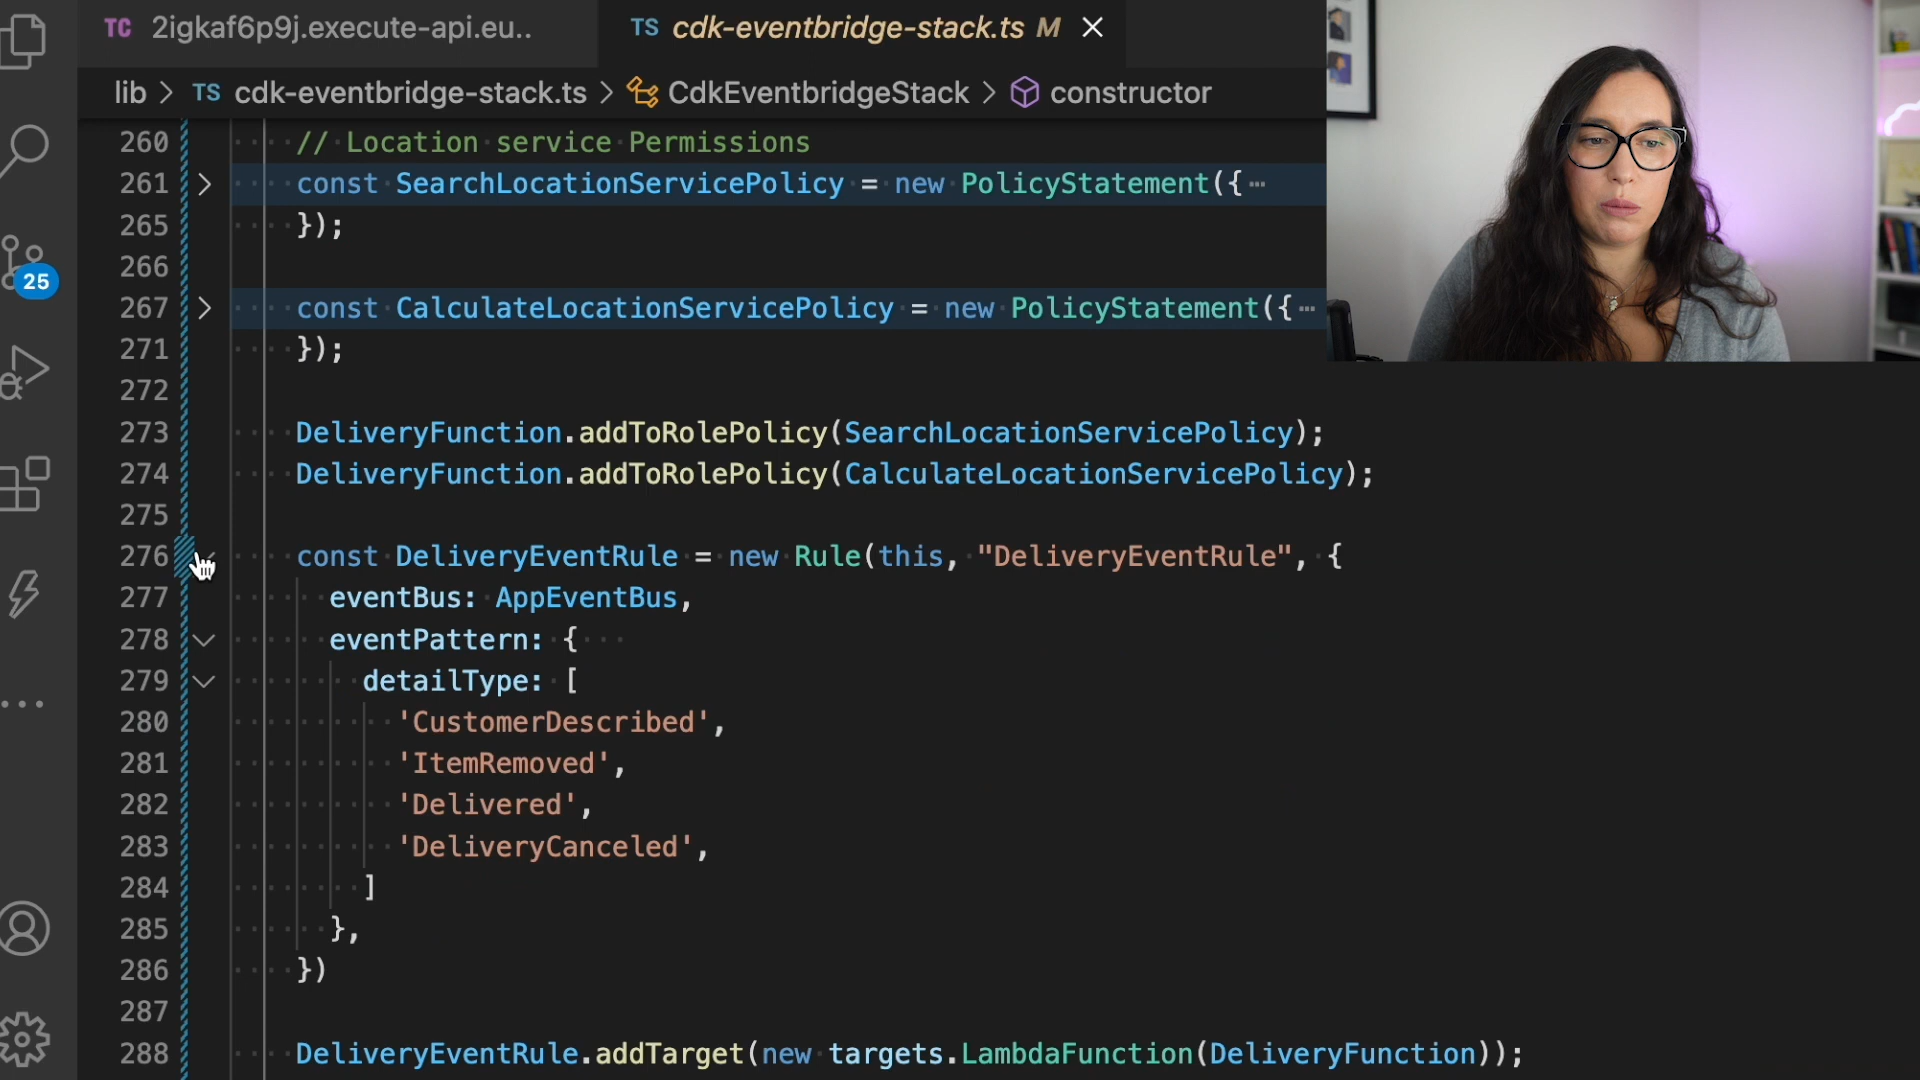 TC 2igkaf6p9j.execute-api.eu..
TS cdk-eventbridge-stack.ts M
lib > TS cdk-eventbridge-stack.ts > CdkEventbridgeStack > constructor
25
260 // Location service Permissions
261 const SearchLocationServicePolicy = new PolicyStatement({ ⋯
265 });
266
267 const CalculateLocationServicePolicy = new PolicyStatement({ ⋯
271 });
272
273 DeliveryFunction.addToRolePolicy(SearchLocationServicePolicy);
274 DeliveryFunction.addToRolePolicy(CalculateLocationServicePolicy);
275
276 const DeliveryEventRule = new Rule(this, "DeliveryEventRule", {
277 eventBus: AppEventBus,
278 eventPattern: {
279 detailType: [
280 'CustomerDescribed',
281 'ItemRemoved',
282 'Delivered',
283 'DeliveryCanceled',
284 ]
285 },
286 })
287
288 DeliveryEventRule.addTarget(new targets.LambdaFunction(DeliveryFunction));